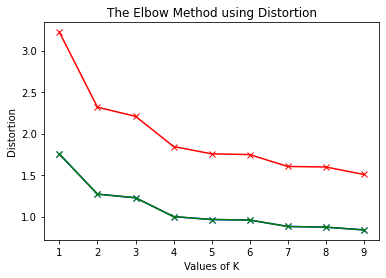 The Elbow Method using Distortion
Distortion
3.0
2.5
2.0
1.5
1.0
1 2 3 4 5 6 7 8 9
Values of K